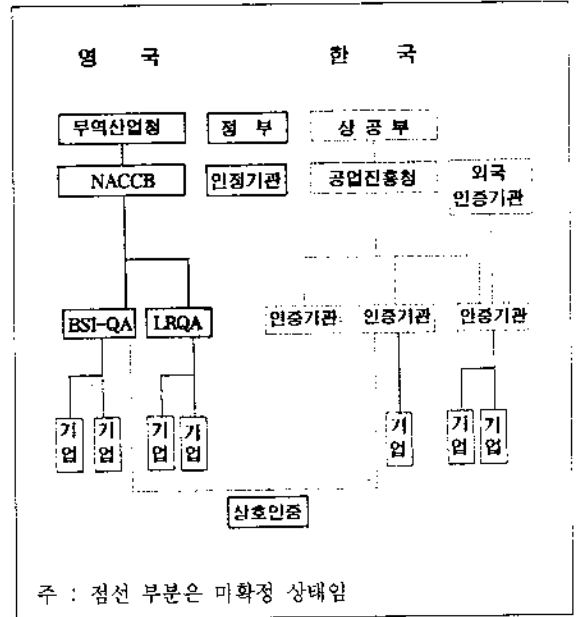 영 국 한 국
무역산업청 정 부 상 공 부
NACCB 인정기관 공업진흥청 외국
인증기관
BSI-QA LRQA 인증기관 인증기관 인증기관
기업 기업 기업 기업 기업 기업 기업
상호인증
주 : 점선 부분은 미확정 상태임